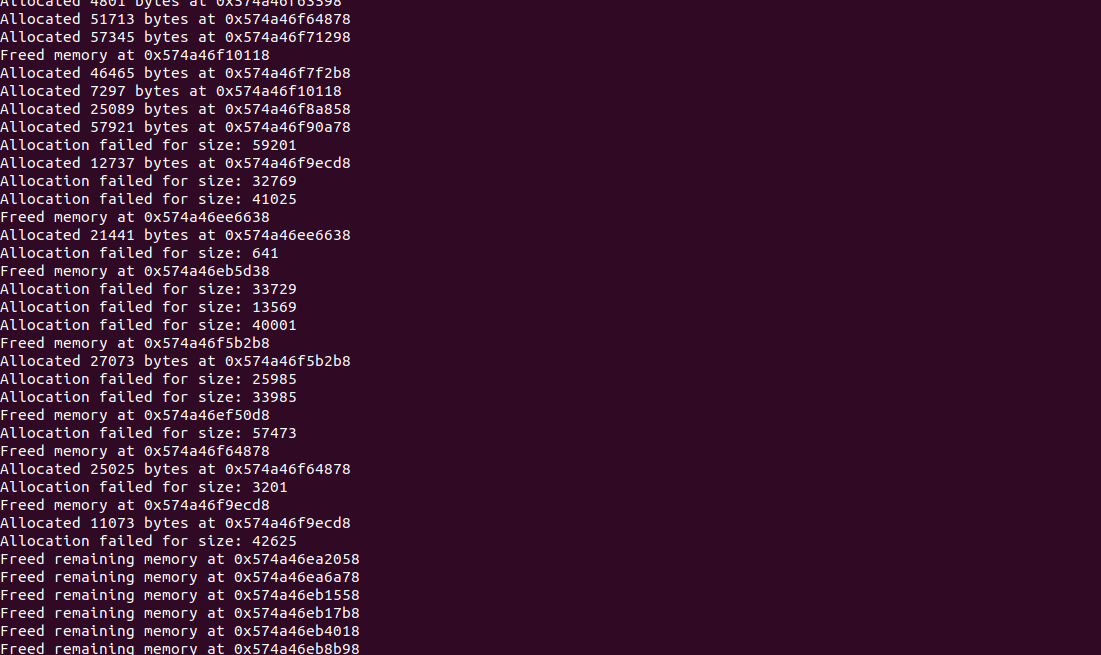 Allocated 4801 bytes at 0x574a46f63598
Allocated 51713 bytes at 0x574a46f64878
Allocated 57345 bytes at 0x574a46f71298
Freed memory at 0x574a46f10118
Allocated 46465 bytes at 0x574a46f7f2b8
Allocated 7297 bytes at 0x574a46f10118
Allocated 25089 bytes at 0x574a46f8a858
Allocated 57921 bytes at 0x574a46f90a78
Allocation failed for size: 59201
Allocated 12737 bytes at 0x574a46f9ecd8
Allocation failed for size: 32769
Allocation failed for size: 41025
Freed memory at 0x574a46ee6638
Allocated 21441 bytes at 0x574a46ee6638
Allocation failed for size: 641
Freed memory at 0x574a46eb5d38
Allocation failed for size: 33729
Allocation failed for size: 13569
Allocation failed for size: 40001
Freed memory at 0x574a46f5b2b8
Allocated 27073 bytes at 0x574a46f5b2b8
Allocation failed for size: 25985
Allocation failed for size: 33985
Freed memory at 0x574a46ef50d8
Allocation failed for size: 57473
Freed memory at 0x574a46f64878
Allocated 25025 bytes at 0x574a46f64878
Allocation failed for size: 3201
Freed memory at 0x574a46f9ecd8
Allocated 11073 bytes at 0x574a46f9ecd8
Allocation failed for size: 42625
Freed remaining memory at 0x574a46ea2058
Freed remaining memory at 0x574a46ea6a78
Freed remaining memory at 0x574a46eb1558
Freed remaining memory at 0x574a46eb17b8
Freed remaining memory at 0x574a46eb4018
Freed remaining memory at 0x574a46eb8b98